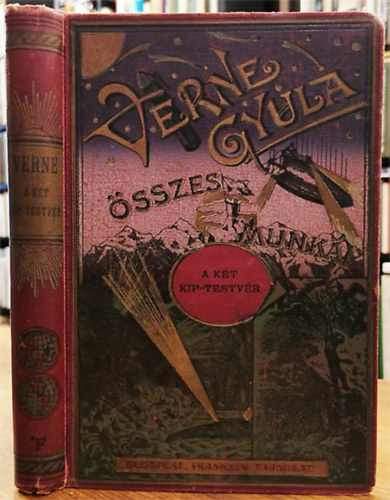 VERNE
GYULA
ÖSSZES
MUNKÁI
A KÉT
KIP-TESTVÉR
BUDAPEST, FRANKLIN-TÁRSULAT
VERNE
A KÉT
KIP-TESTVÉR